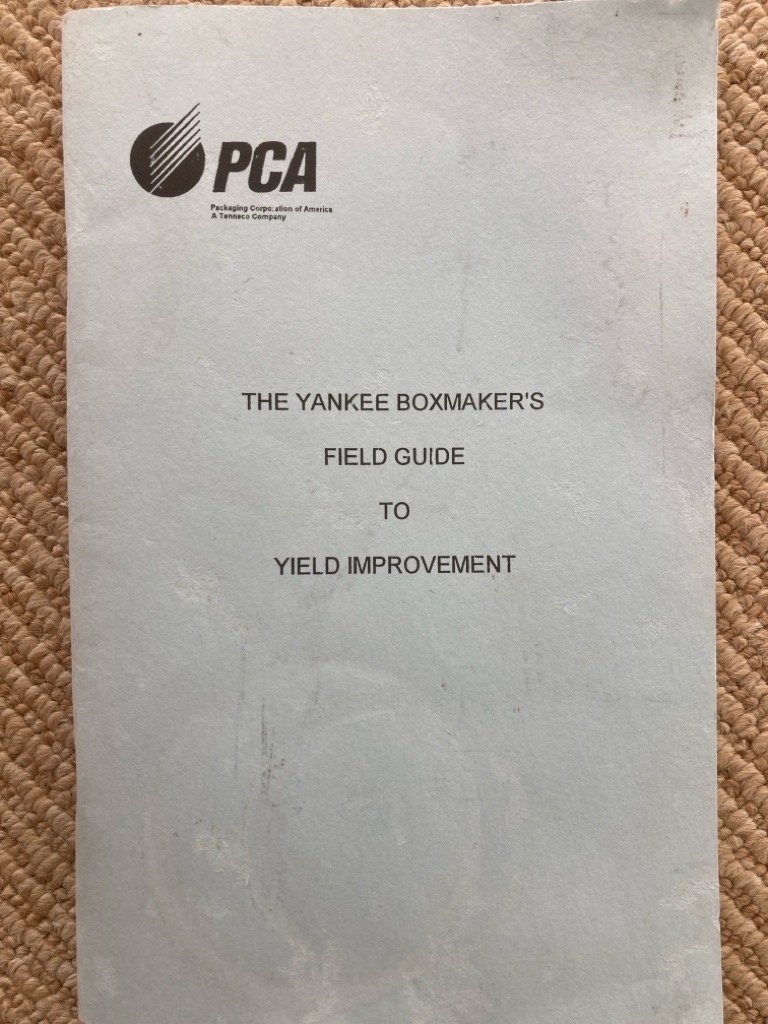 PCA
Packaging Corporation of America
A Tenneco Company
THE YANKEE BOXMAKER'S
FIELD GUIDE
TO
YIELD IMPROVEMENT